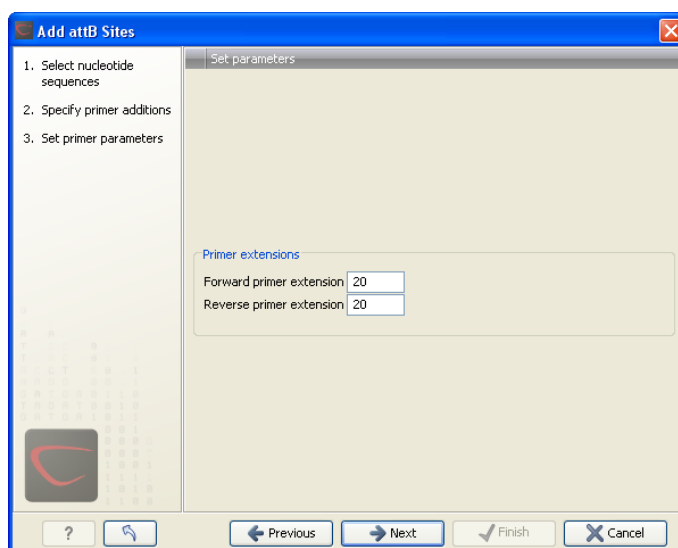 Add attB Sites
1. Select nucleotide
sequences
2. Specify primer additions
3. Set primer parameters
Set parameters
Primer extensions
Forward primer extension 20
Reverse primer extension 20
? Previous Next Finish Cancel